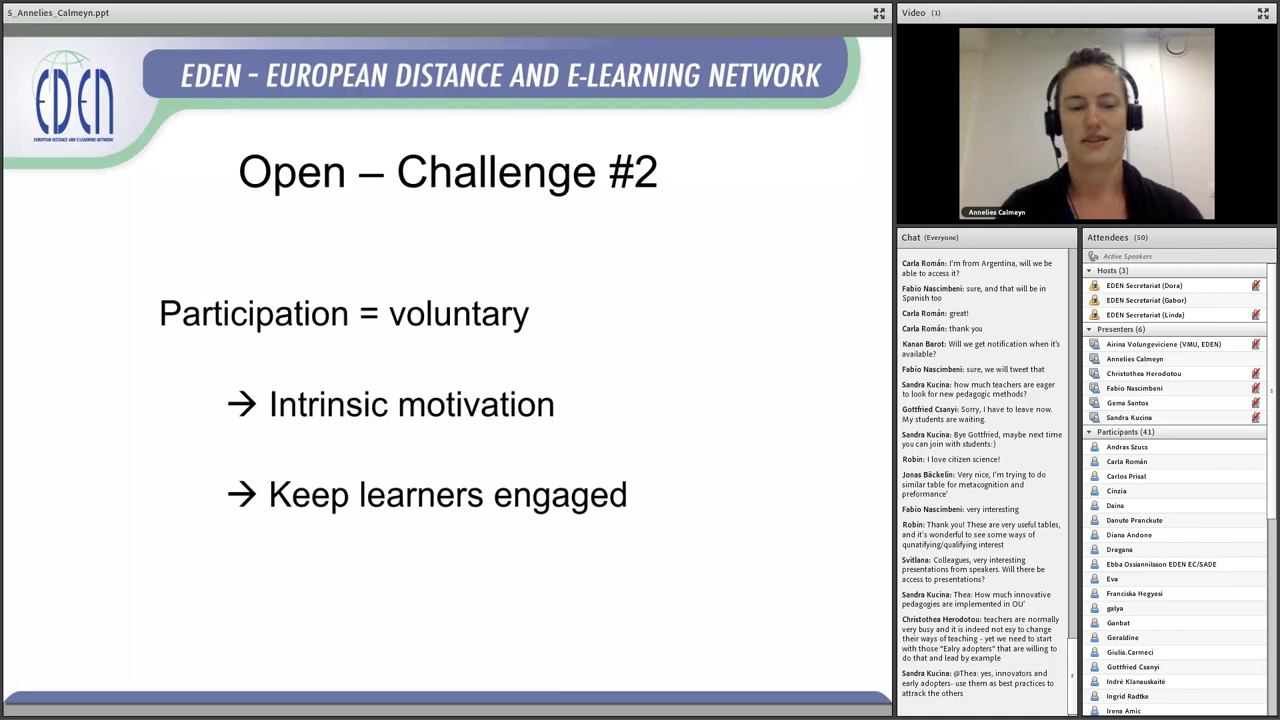 5_Annelies_Calmeyn.ppt
EDEN
EUROPEAN DISTANCE AND E-LEARNING NETWORK
EDEN - EUROPEAN DISTANCE AND E-LEARNING NETWORK
Open – Challenge #2
Participation = voluntary
→ Intrinsic motivation
→ Keep learners engaged
Video (1)
Annelies Calmeyn
Chat (Everyone)
Carla Román: I'm from Argentina, will we be
able to access it?
Fabio Nascimbeni: sure, and that will be in
Spanish too
Carla Román: great!
Carla Román: thank you
Kanan Barot: Will we get notification when it's
available?
Fabio Nascimbeni: sure, we will tweet that
Sandra Kucina: how much teachers are eager
to look for new pedagogic methods?
Gottfried Csanyi: Sorry, I have to leave now.
My students are waiting.
Sandra Kucina: Bye Gottfried, maybe next time
you can join with students:)
Robin: I love citizen science!
Jonas Bäckelin: Very nice, I'm trying to do
similar table for metacognition and
preformance'
Fabio Nascimbeni: very interesting
Robin: Thank you! These are very useful tables,
and it's wonderful to see some ways of
qunatifying/qualifying interest
Svitlana: Colleagues, very interesting
presentations from speakers. Will there be
access to presentations?
Sandra Kucina: Thea: How much innovative
pedagogies are implemented in OU'
Christothea Herodotou: teachers are normally
very busy and it is indeed not esy to change
their ways of teaching - yet we need to start
with those "Ealry adopters" that are willing to
do that and lead by example
Sandra Kucina: @Thea: yes, innovators and
early adopters- use them as best practices to
attrack the others
Attendees (50)
Active Speakers
Hosts (3)
EDEN Secretariat (Dora)
EDEN Secretariat (Gabor)
EDEN Secretariat (Linda)
Presenters (6)
Airina Volungeviciene (VMU, EDEN)
Annelies Calmeyn
Christothea Herodotou
Fabio Nascimbeni
Gema Santos
Sandra Kucina
Participants (41)
Andras Szucs
Carla Román
Carlos Prisal
Cinzia
Daina
Danute Pranckute
Diana Andone
Dragana
Ebba Ossiannilsson EDEN EC/SADE
Eva
Franciska Hegyesi
galya
Ganbat
Geraldine
Giulia.Carmeci
Gottfried Csanyi
Indrė Klanauskaitė
Ingrid Radtke
Irena Amic